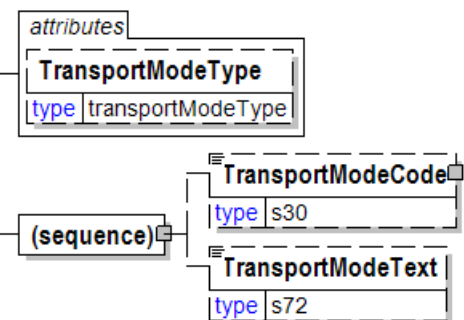 attributes
TransportModeType
type transportModeType
TransportModeCode
type s30
(sequence)
TransportModeText
type s72